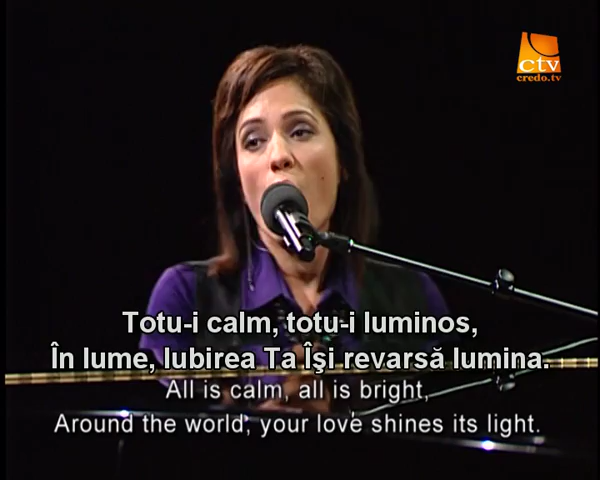 ctv
credo.tv
Totu-i calm, totu-i luminos,
În lume, Iubirea Ta Îşi revarsă lumina.
All is calm, all is bright,
Around the world, your love shines its light.